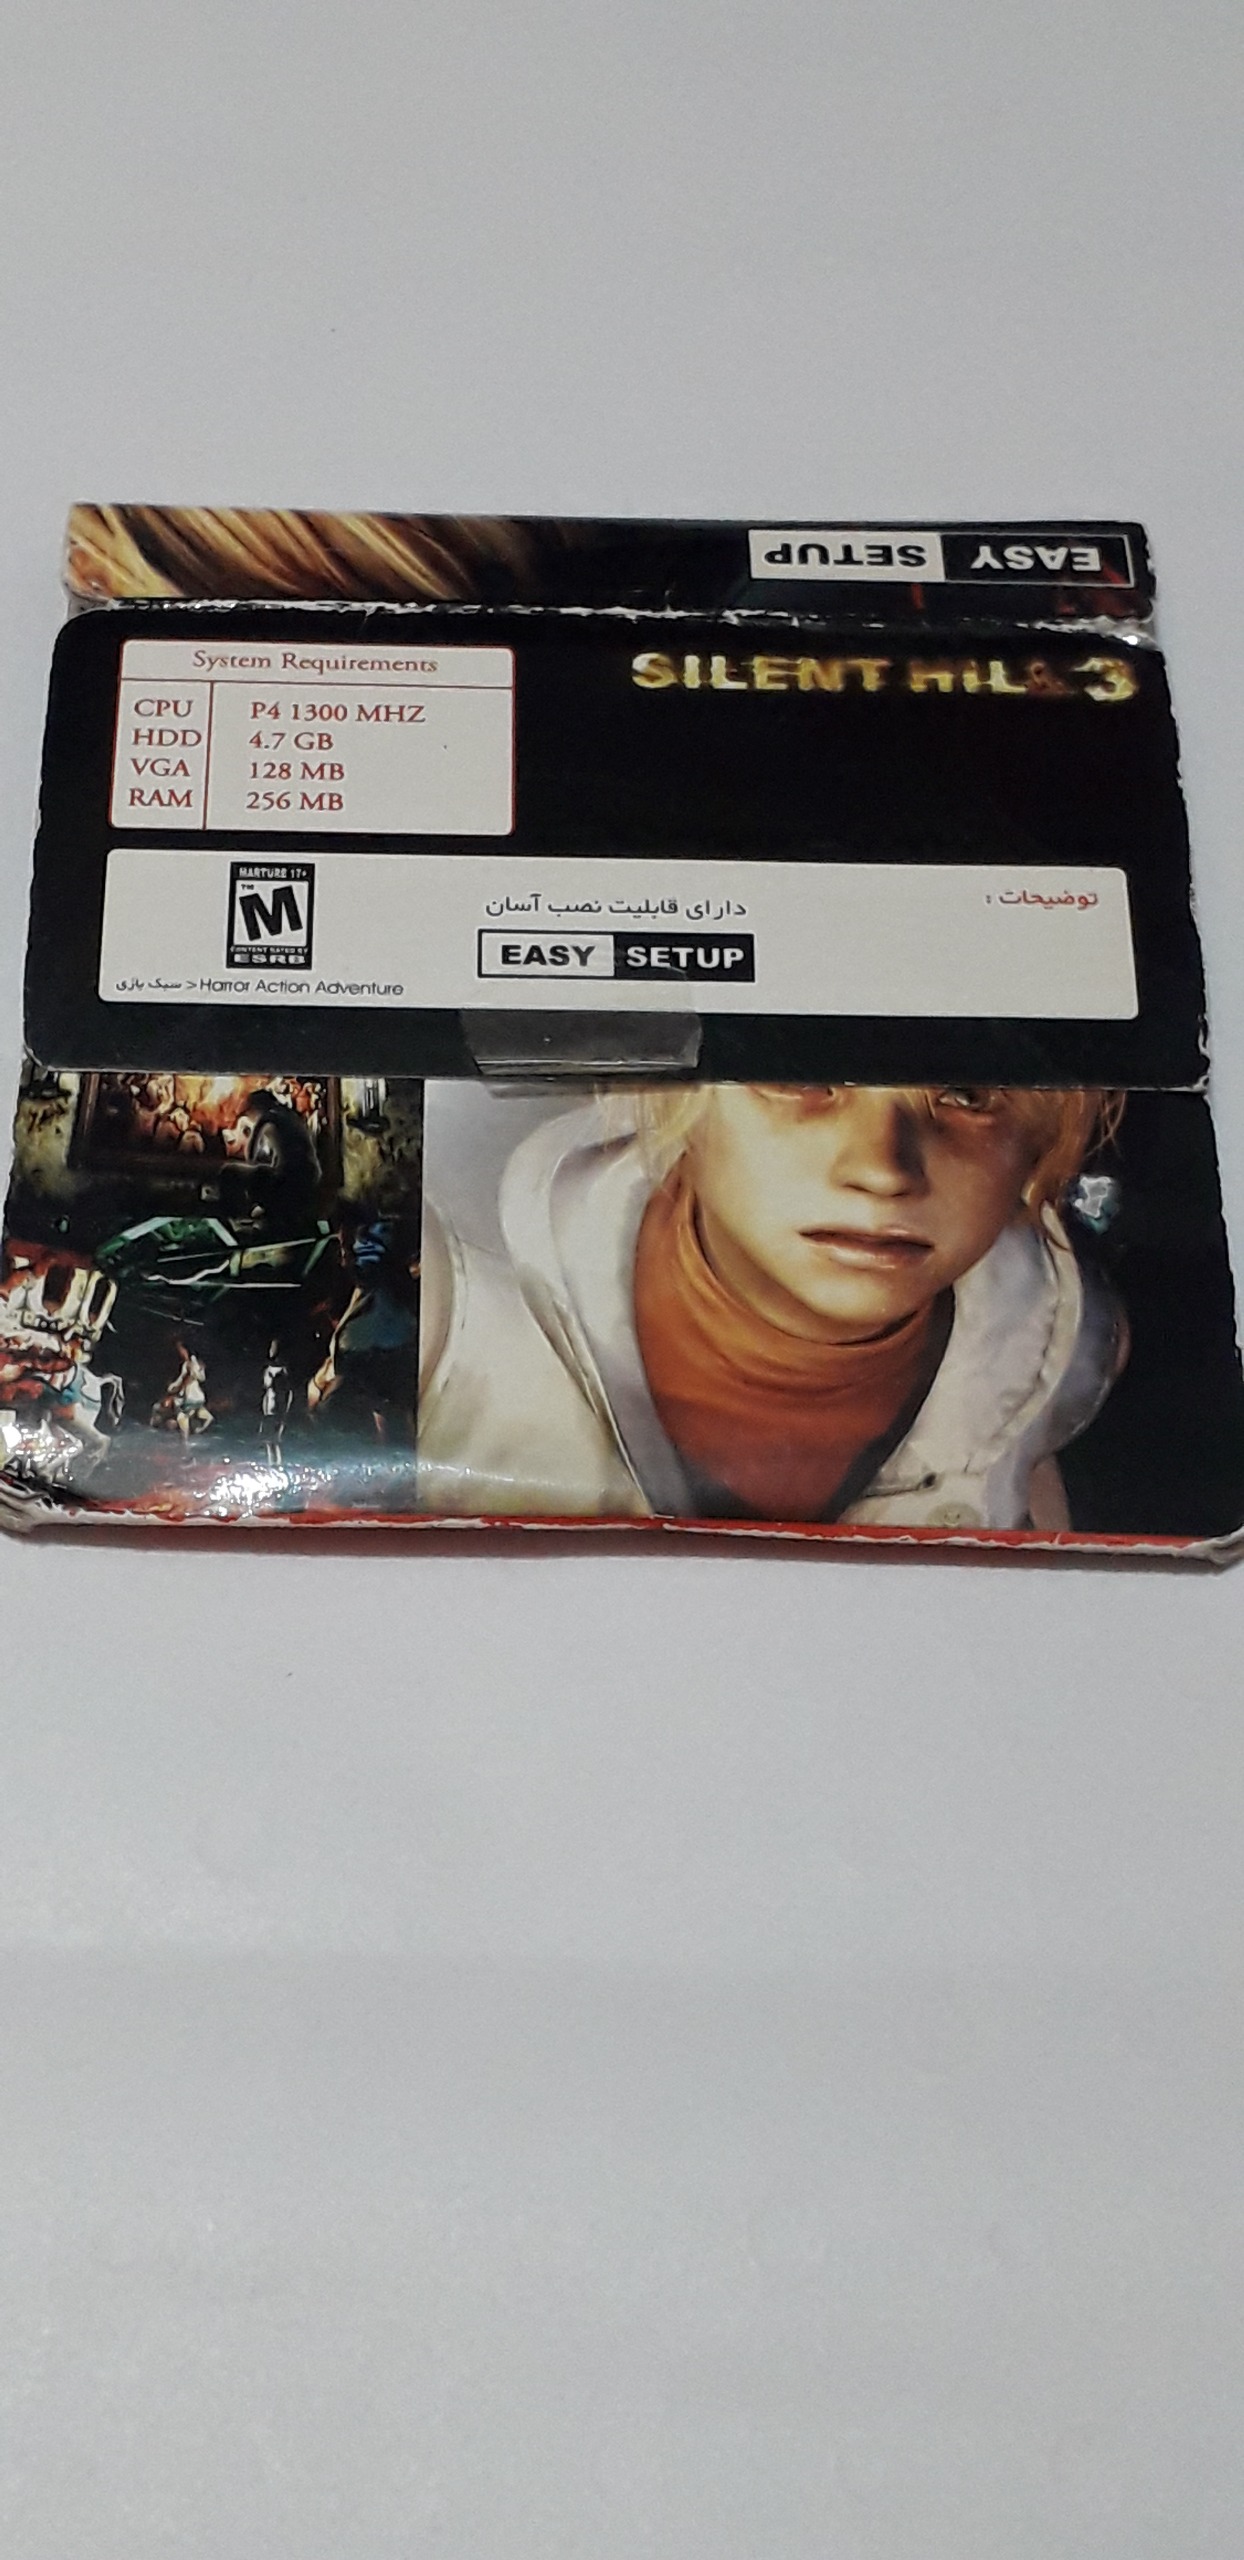 EASY SETUP
System Requirements
CPU P4 1300 MHZ
HDD 4.7 GB
VGA 128 MB
RAM 256 MB
SILENT HILL 3
توضیحات :
دارای قابلیت نصب آسان
EASY SETUP
MARTURE 17+
TM
M
CONTENT RATED BY
ESRB
سبک بازی > Horror Action Adventure